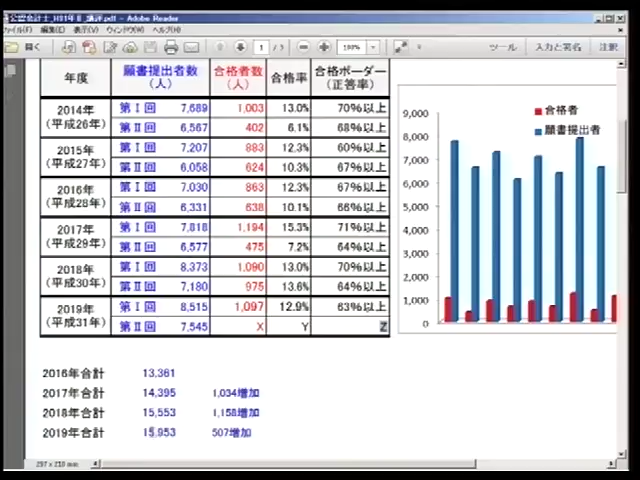 公認会計士_H31年Ⅱ_講評.pdf - Adobe Reader
ファイル(F) 編集(E) 表示(V) ウィンドウ(W) ヘルプ(H)
開く 1 / 1 100% ツール 入力と署名 注釈
年度 願書提出者数（人） 合格者数（人） 合格率 合格ボーダー（正答率）
2014年（平成26年） 第Ⅰ回 7,689 1,003 13.0% 70%以上
第Ⅱ回 6,567 402 6.1% 68%以上
2015年（平成27年） 第Ⅰ回 7,207 883 12.3% 60%以上
第Ⅱ回 6,058 624 10.3% 67%以上
2016年（平成28年） 第Ⅰ回 7,030 863 12.3% 67%以上
第Ⅱ回 6,331 638 10.1% 66%以上
2017年（平成29年） 第Ⅰ回 7,818 1,194 15.3% 71%以上
第Ⅱ回 6,577 475 7.2% 64%以上
2018年（平成30年） 第Ⅰ回 8,373 1,090 13.0% 70%以上
第Ⅱ回 7,180 975 13.6% 64%以上
2019年（平成31年） 第Ⅰ回 8,515 1,097 12.9% 63%以上
第Ⅱ回 7,545 X Y Z
合格者
願書提出者
9,000
8,000
7,000
6,000
5,000
4,000
3,000
2,000
1,000
0
2016年合計 13,361
2017年合計 14,395 1,034増加
2018年合計 15,553 1,158増加
2019年合計 15,953 507増加
297 x 210 mm